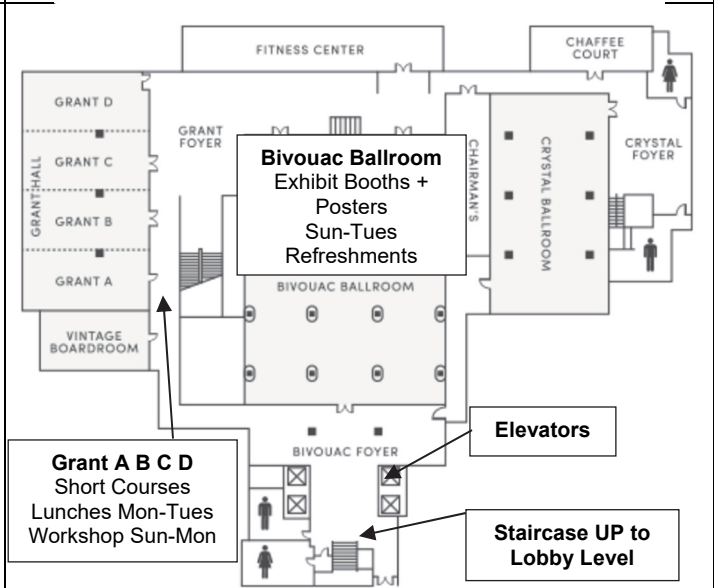 FITNESS CENTER
CHAFFEE
COURT
GRANT D
GRANT
FOYER
GRANT C
GRANT HALL
GRANT B
GRANT A
VINTAGE
BOARDROOM
Bivouac Ballroom
Exhibit Booths +
Posters
Sun-Tues
Refreshments
BIVOUAC BALLROOM
CHAIRMAN'S
CRYSTAL BALLROOM
CRYSTAL
FOYER
BIVOUAC FOYER
Elevators
Grant A B C D
Short Courses
Lunches Mon-Tues
Workshop Sun-Mon
Staircase UP to
Lobby Level